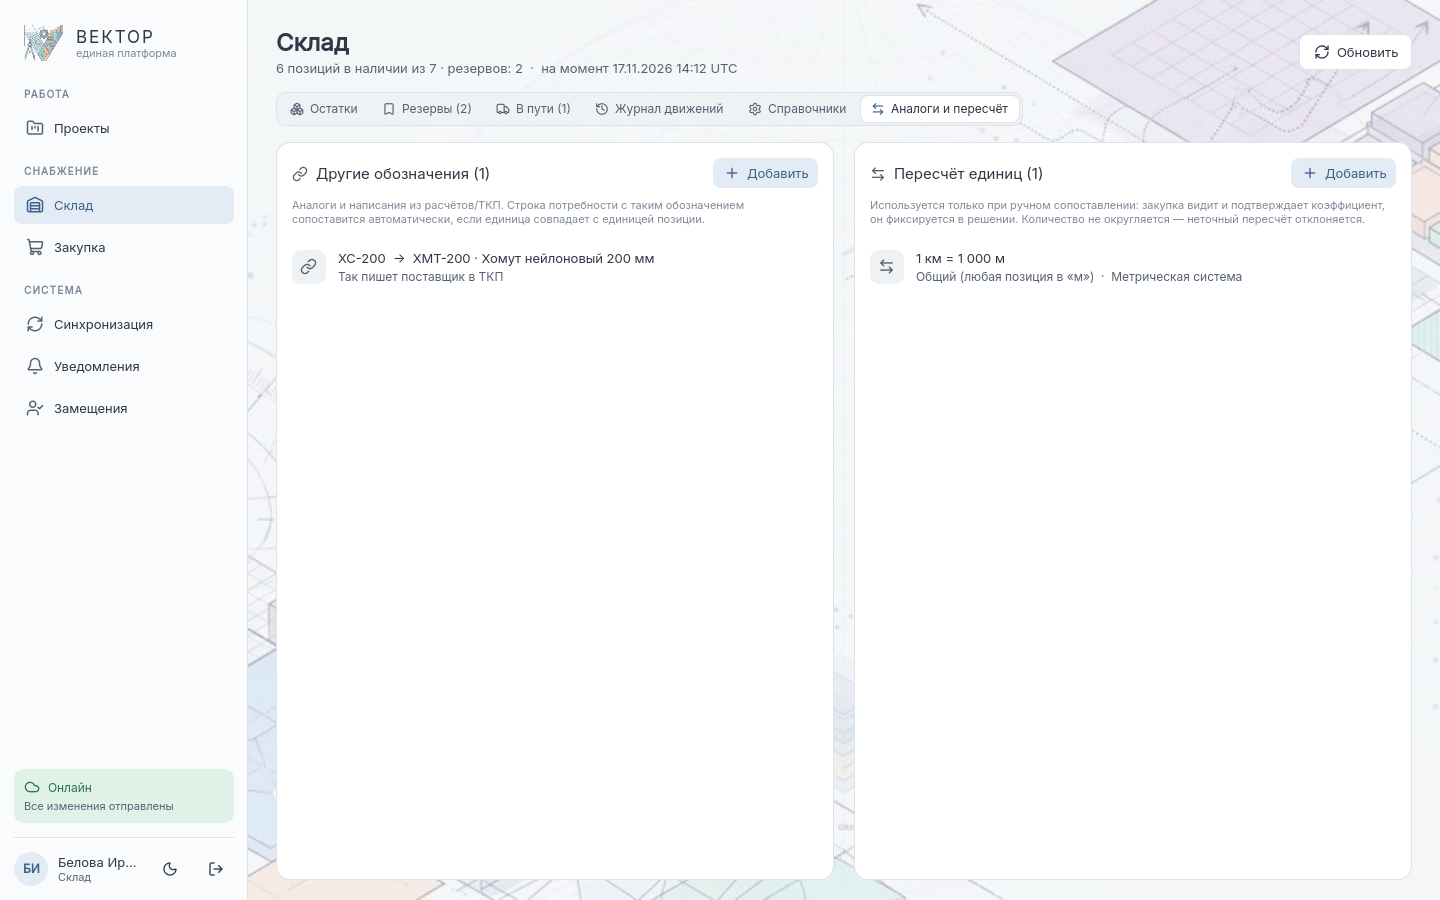 ВЕКТОР
единая платформа
РАБОТА
Проекты
СНАБЖЕНИЕ
Склад
Закупка
СИСТЕМА
Синхронизация
Уведомления
Замещения
Онлайн
Все изменения отправлены
БИ
Белова Ир...
Склад
Склад
6 позиций в наличии из 7 · резервов: 2 · на момент 17.11.2026 14:12 UTC
Обновить
Остатки
Резервы (2)
В пути (1)
Журнал движений
Справочники
Аналоги и пересчёт
Другие обозначения (1)
Добавить
Аналоги и написания из расчётов/ТКП. Строка потребности с таким обозначением
сопоставится автоматически, если единица совпадает с единицей позиции.
ХС-200 → ХМТ-200 · Хомут нейлоновый 200 мм
Так пишет поставщик в ТКП
Пересчёт единиц (1)
Добавить
Используется только при ручном сопоставлении: закупка видит и подтверждает коэффициент,
он фиксируется в решении. Количество не округляется — неточный пересчёт отклоняется.
1 км = 1 000 м
Общий (любая позиция в «м») · Метрическая система